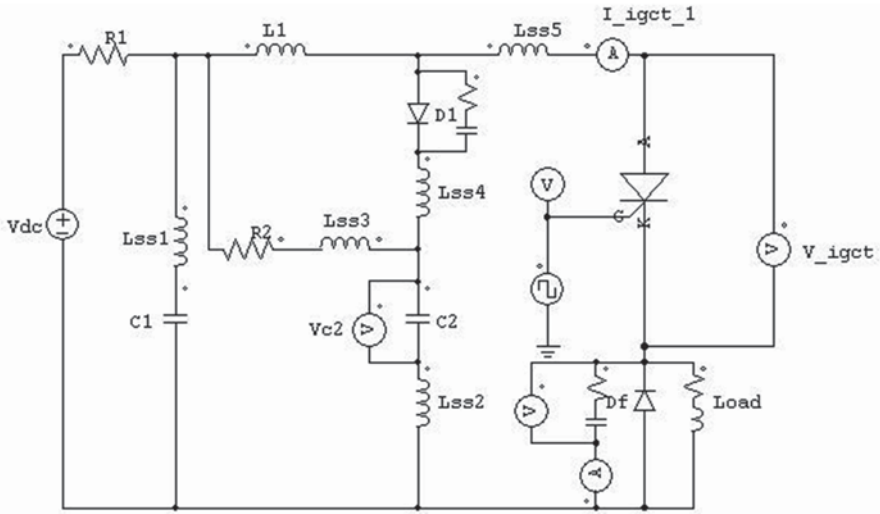 I_igct_1
R1
L1
Lss5
A
D1
A
Lss4
V
G
K
Vdc
Lss1
R2
Lss3
V
V_igct
C1
Vc2
V
C2
Lss2
V
Df
Load
A